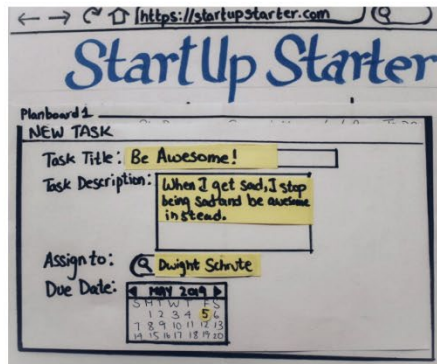 https://startupstarter.com
StartUp Starter
Planboard 1
NEW TASK
Task Title: Be Awesome!
Task Description: When I get sad, I stop
being sad and be awesome
instead.
Assign to: Dwight Schrute
Due Date: MAY 2019
S M T W T F S
1 2 3 4 5 6
7 8 9 10 11 12 13
14 15 16 17 18 19 20